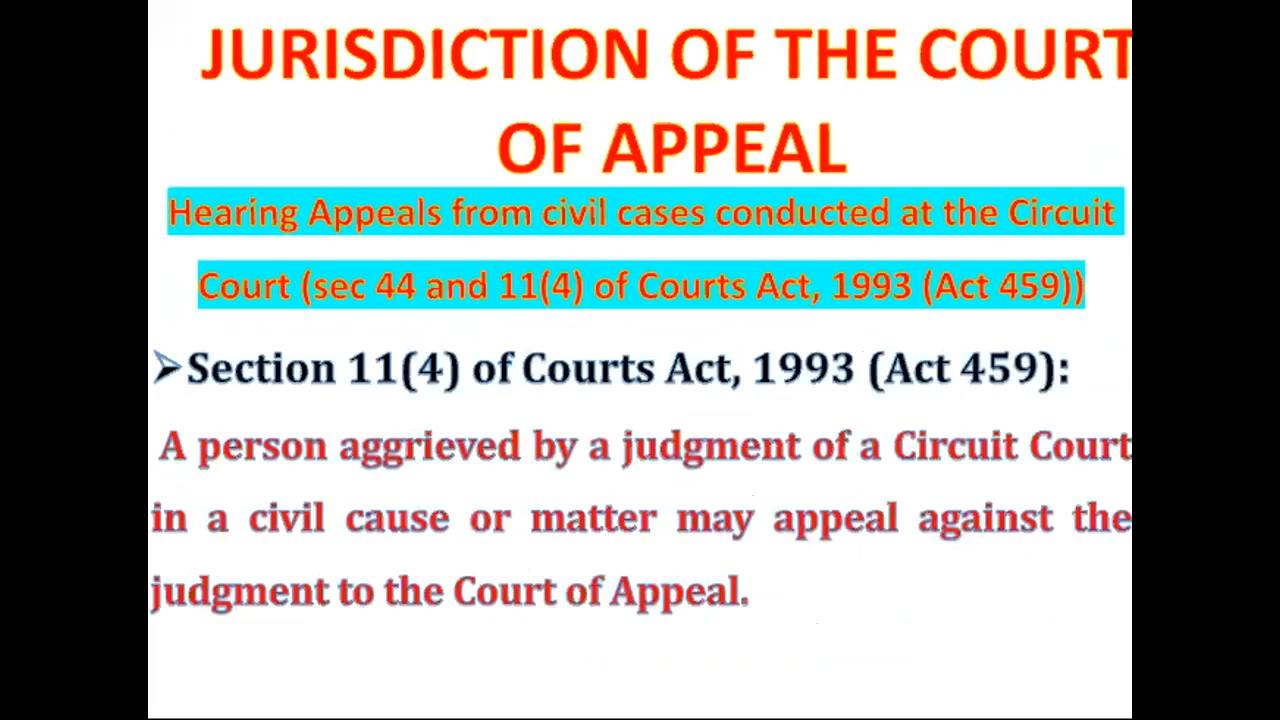 JURISDICTION OF THE COURT
OF APPEAL
Hearing Appeals from civil cases conducted at the Circuit
Court (sec 44 and 11(4) of Courts Act, 1993 (Act 459))
➢Section 11(4) of Courts Act, 1993 (Act 459):
A person aggrieved by a judgment of a Circuit Court
in a civil cause or matter may appeal against the
judgment to the Court of Appeal.